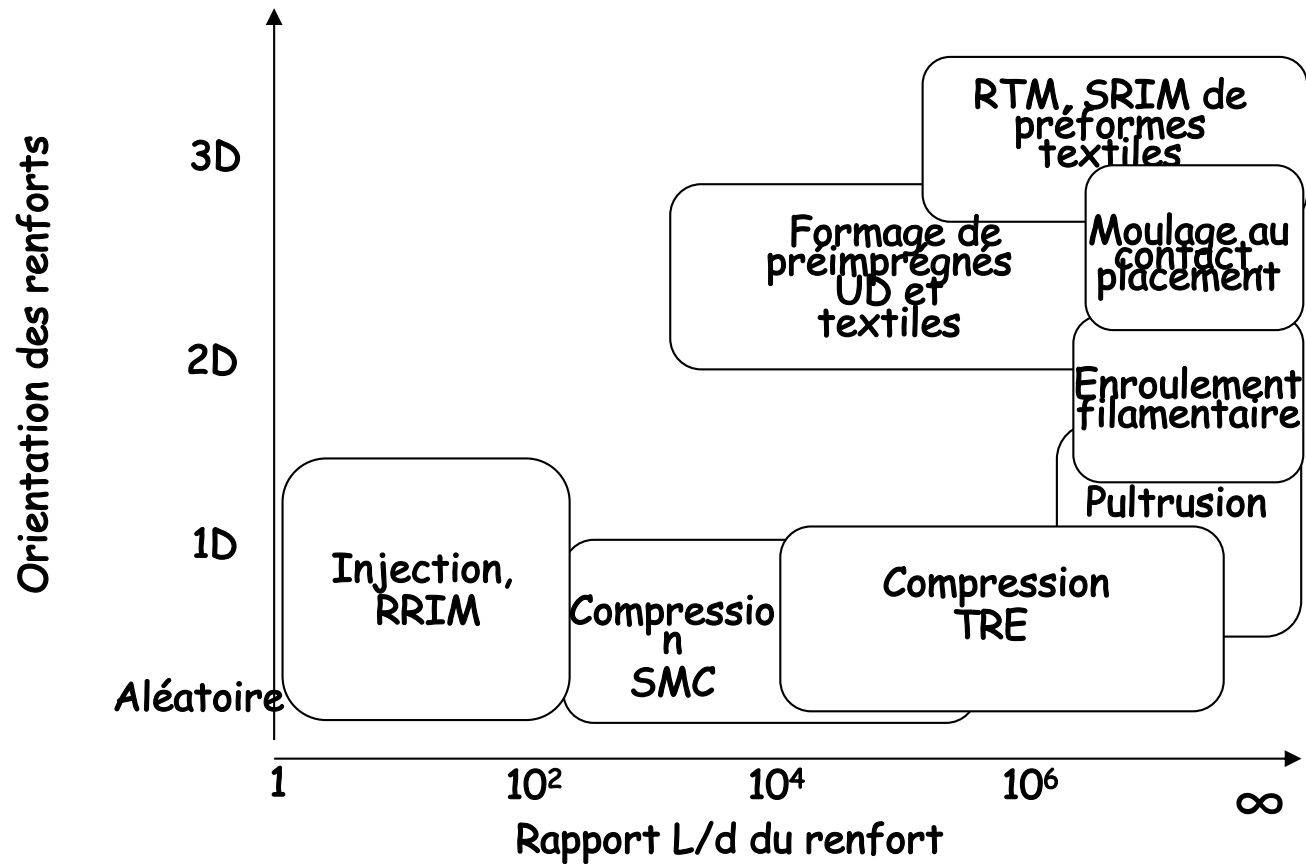 Orientation des renforts
3D
2D
1D
Aléatoire
RTM, SRIM de
préformes
textiles
Formage de
préimprégnés
UD et
textiles
Moulage au
contact,
placement
Enroulement
filamentaire
Pultrusion
Injection,
RRIM
Compressio
n
SMC
Compression
TRE
1
10²
10⁴
10⁶
∞
Rapport L/d du renfort